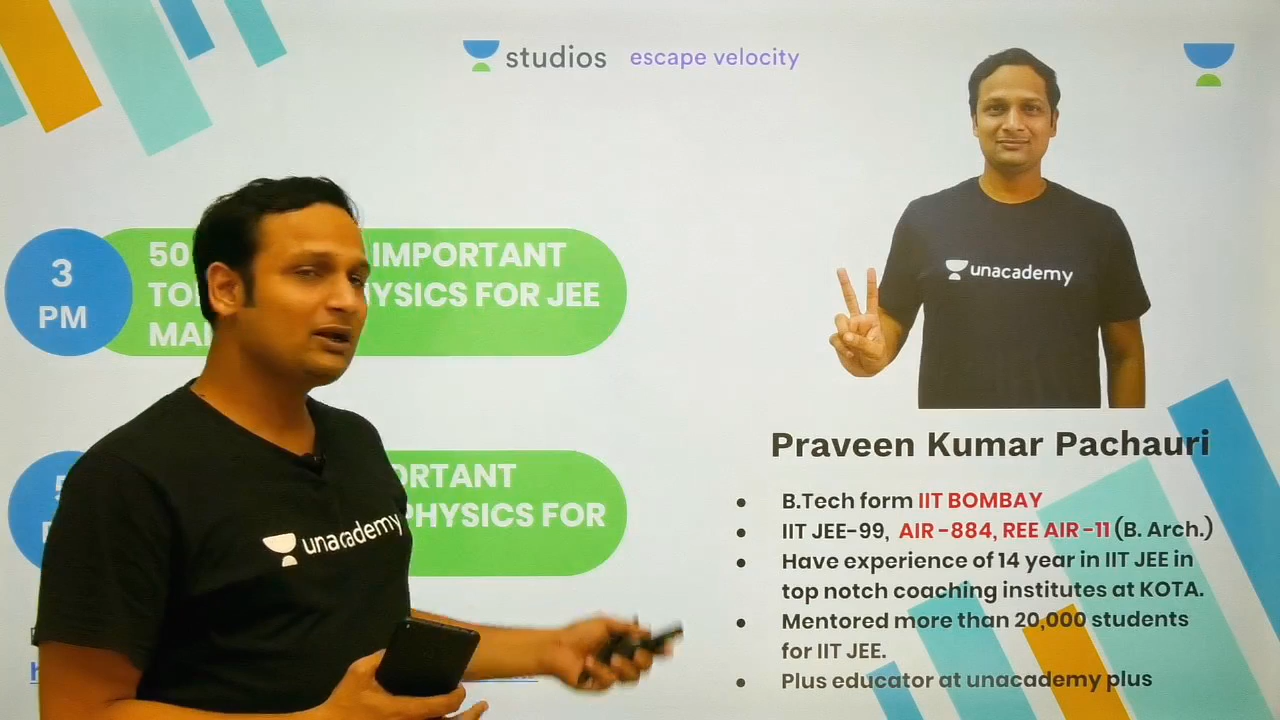 studios escape velocity
3
PM
50 IMPORTANT
YSICS FOR JEE
unacademy
ORTANT
PHYSICS FOR
unacademy
Praveen Kumar Pachauri
• B.Tech form IIT BOMBAY
• IIT JEE-99, AIR -884, REE AIR -11 (B. Arch.)
• Have experience of 14 year in IIT JEE in
top notch coaching institutes at KOTA.
• Mentored more than 20,000 students
for IIT JEE.
• Plus educator at unacademy plus